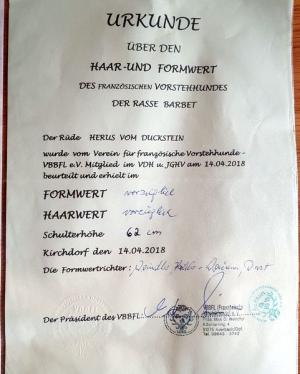 URKUNDE
ÜBER DEN
HAAR-UND FORMWERT
DES FRANZÖSISCHEN VORSTEHHUNDES
DER RASSE BARBET
Der Rüde HERUS VOM DUCKSTEIN
wurde vom Verein für französische Vorstehhunde -
VBBFL e.V. Mitglied im VDH u. JGHV am 14.04.2018
beurteilt und erhielt im
FORMWERT vorzüglich
HAARWERT vorzüglich
Schulterhöhe 62 cm
Kirchdorf den 14.04.2018
Die Formwertrichter:
Der Präsident des VBBFL: